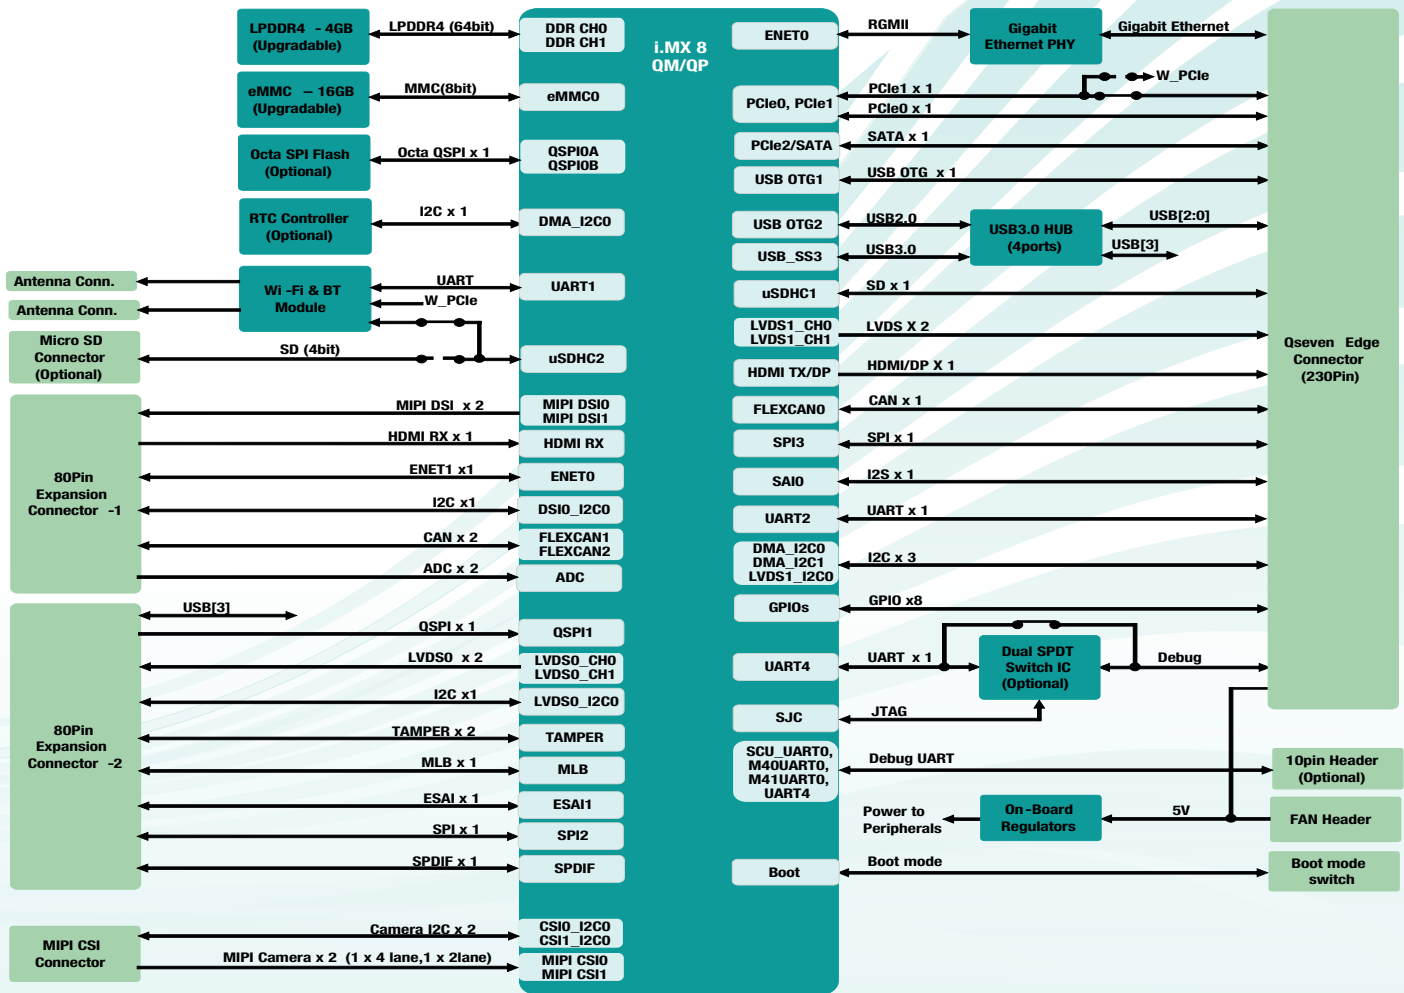 i.MX 8
QM/QP
LPDDR4 - 4GB
(Upgradable)
LPDDR4 (64bit)
DDR CH0
DDR CH1
eMMC – 16GB
(Upgradable)
MMC(8bit)
eMMC0
Octa SPI Flash
(Optional)
Octa QSPI x 1
QSPI0A
QSPI0B
RTC Controller
(Optional)
I2C x 1
DMA_I2C0
Antenna Conn.
Antenna Conn.
Wi -Fi & BT
Module
UART
UART1
W_PCIe
Micro SD
Connector
(Optional)
SD (4bit)
uSDHC2
80Pin
Expansion
Connector -1
MIPI DSI x 2
MIPI DSI0
MIPI DSI1
HDMI RX x 1
HDMI RX
ENET1 x1
ENET0
I2C x1
DSI0_I2C0
CAN x 2
FLEXCAN1
FLEXCAN2
ADC x 2
ADC
80Pin
Expansion
Connector -2
USB[3]
QSPI x 1
QSPI1
LVDS0 x 2
LVDS0_CH0
LVDS0_CH1
I2C x1
LVDS0_I2C0
TAMPER x 2
TAMPER
MLB x 1
MLB
ESAI x 1
ESAI1
SPI x 1
SPI2
SPDIF x 1
SPDIF
MIPI CSI
Connector
Camera I2C x 2
CSI0_I2C0
CSI1_I2C0
MIPI Camera x 2 (1 x 4 lane,1 x 2lane)
MIPI CSI0
MIPI CSI1
ENET0
RGMII
Gigabit
Ethernet PHY
Gigabit Ethernet
W_PCIe
PCIe0, PCIe1
PCIe1 x 1
PCIe0 x 1
PCIe2/SATA
SATA x 1
USB OTG1
USB OTG x 1
USB OTG2
USB2.0
USB_SS3
USB3.0
USB3.0 HUB
(4ports)
USB[2:0]
USB[3]
uSDHC1
SD x 1
LVDS1_CH0
LVDS1_CH1
LVDS X 2
HDMI TX/DP
HDMI/DP X 1
FLEXCAN0
CAN x 1
SPI3
SPI x 1
SAI0
I2S x 1
UART2
UART x 1
DMA_I2C0
DMA_I2C1
LVDS1_I2C0
I2C x 3
GPIOs
GPIO x8
UART4
UART x 1
Dual SPDT
Switch IC
(Optional)
Debug
SJC
JTAG
SCU_UART0,
M40UART0,
M41UART0,
UART4
Debug UART
10pin Header
(Optional)
Power to
Peripherals
On-Board
Regulators
5V
FAN Header
Boot
Boot mode
Boot mode
switch
Qseven Edge
Connector
(230Pin)